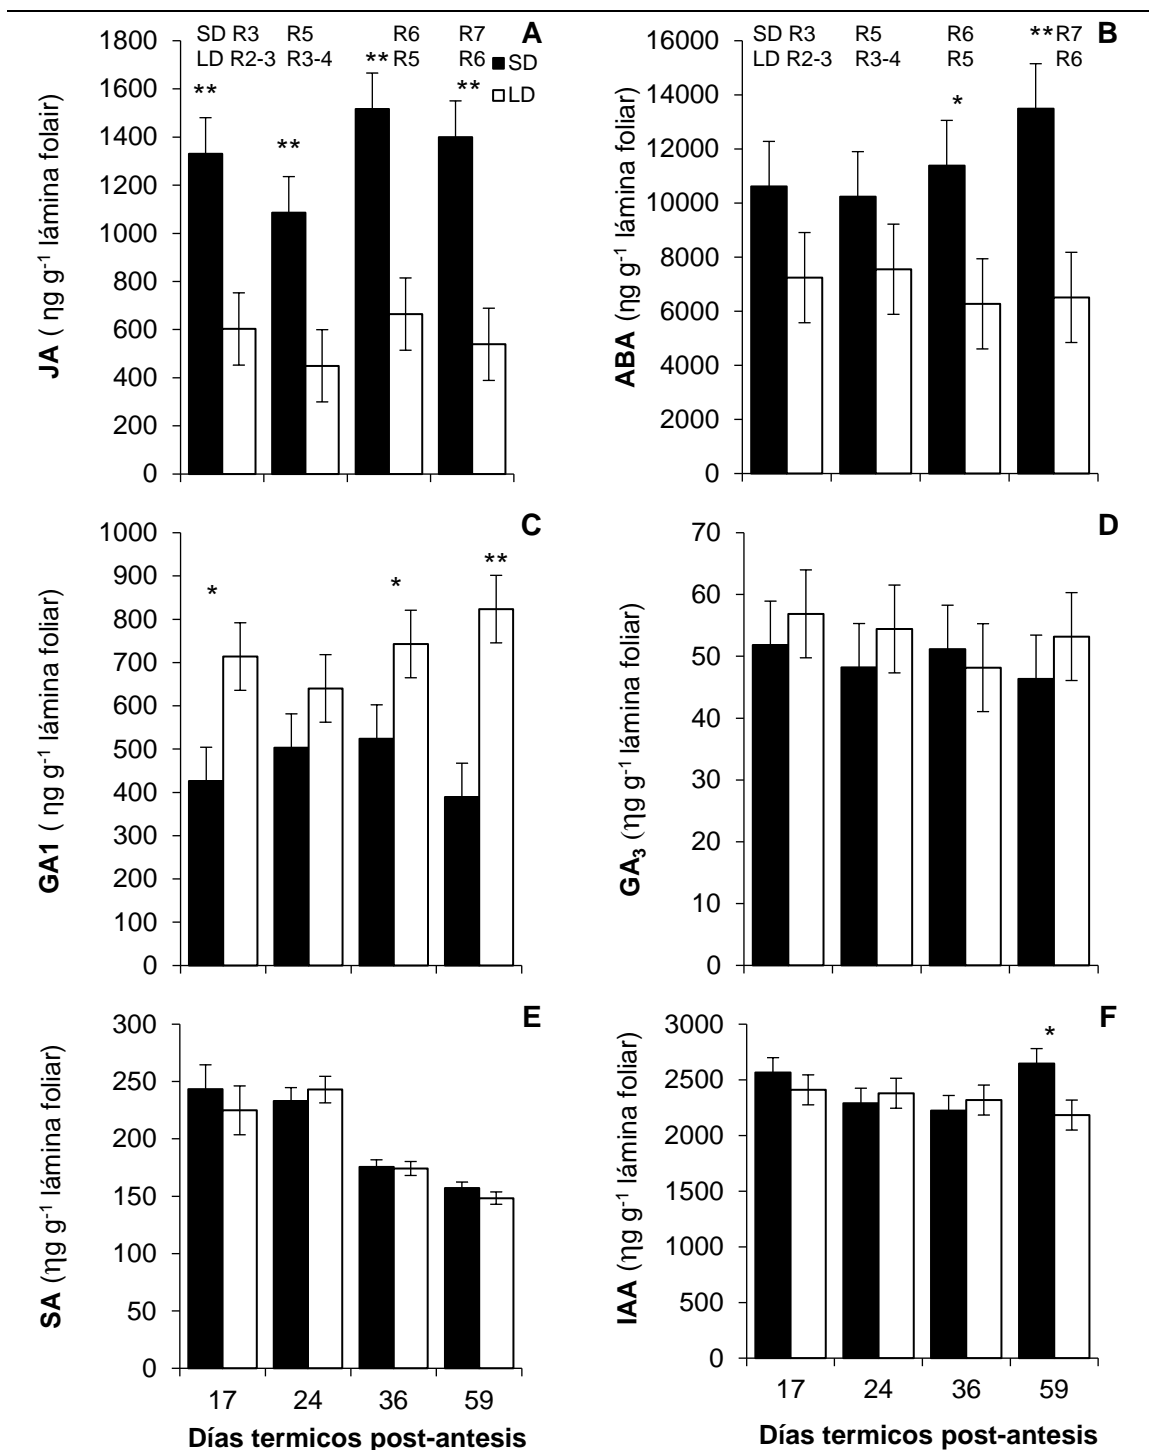 SD R3 R5 R6 R7 A
LD R2-3 R3-4 R5 R6
SD
LD
1800
1600
1400
1200
1000
800
600
400
200
0
** ** ** **
JA ( ηg g-1 lámina folair)
SD R3 R5 R6 **R7 B
LD R2-3 R3-4 R5 R6
16000
14000
12000
10000
8000
6000
4000
2000
0
*
ABA (ηg g-1 lámina foliar)
C
1000
900
800
700
600
500
400
300
200
100
0
* * **
GA1 ( ηg g-1 lámina foliar)
D
70
60
50
40
30
20
10
0
GA3 (ηg g-1 lámina foliar)
E
300
250
200
150
100
50
0
SA (ηg g-1 lámina foliar)
17 24 36 59
Días termicos post-antesis
F
3000
2500
2000
1500
1000
500
0
*
IAA (ηg g-1 lámina foliar)
17 24 36 59
Días termicos post-antesis